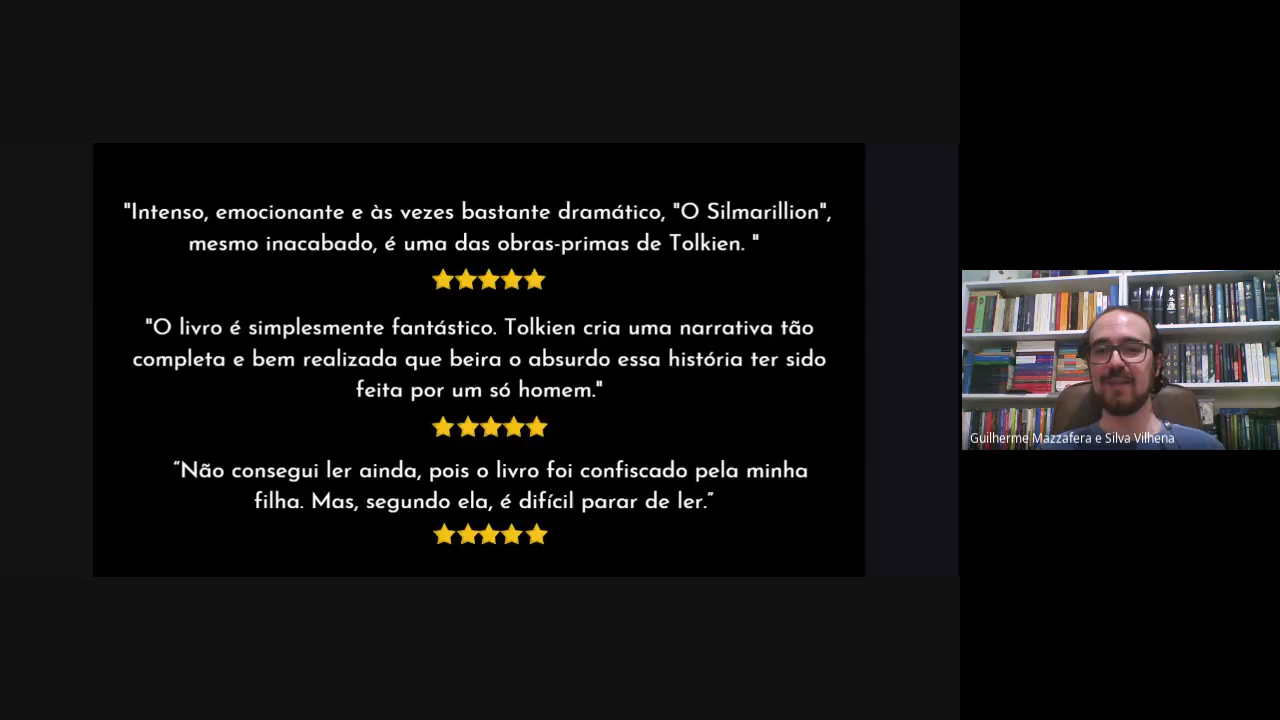 "Intenso, emocionante e às vezes bastante dramático, "O Silmarillion",
mesmo inacabado, é uma das obras-primas de Tolkien. "
"O livro é simplesmente fantástico. Tolkien cria uma narrativa tão
completa e bem realizada que beira o absurdo essa história ter sido
feita por um só homem."
“Não consegui ler ainda, pois o livro foi confiscado pela minha
filha. Mas, segundo ela, é difícil parar de ler.”
Guilherme Mazzafera e Silva Vilhena